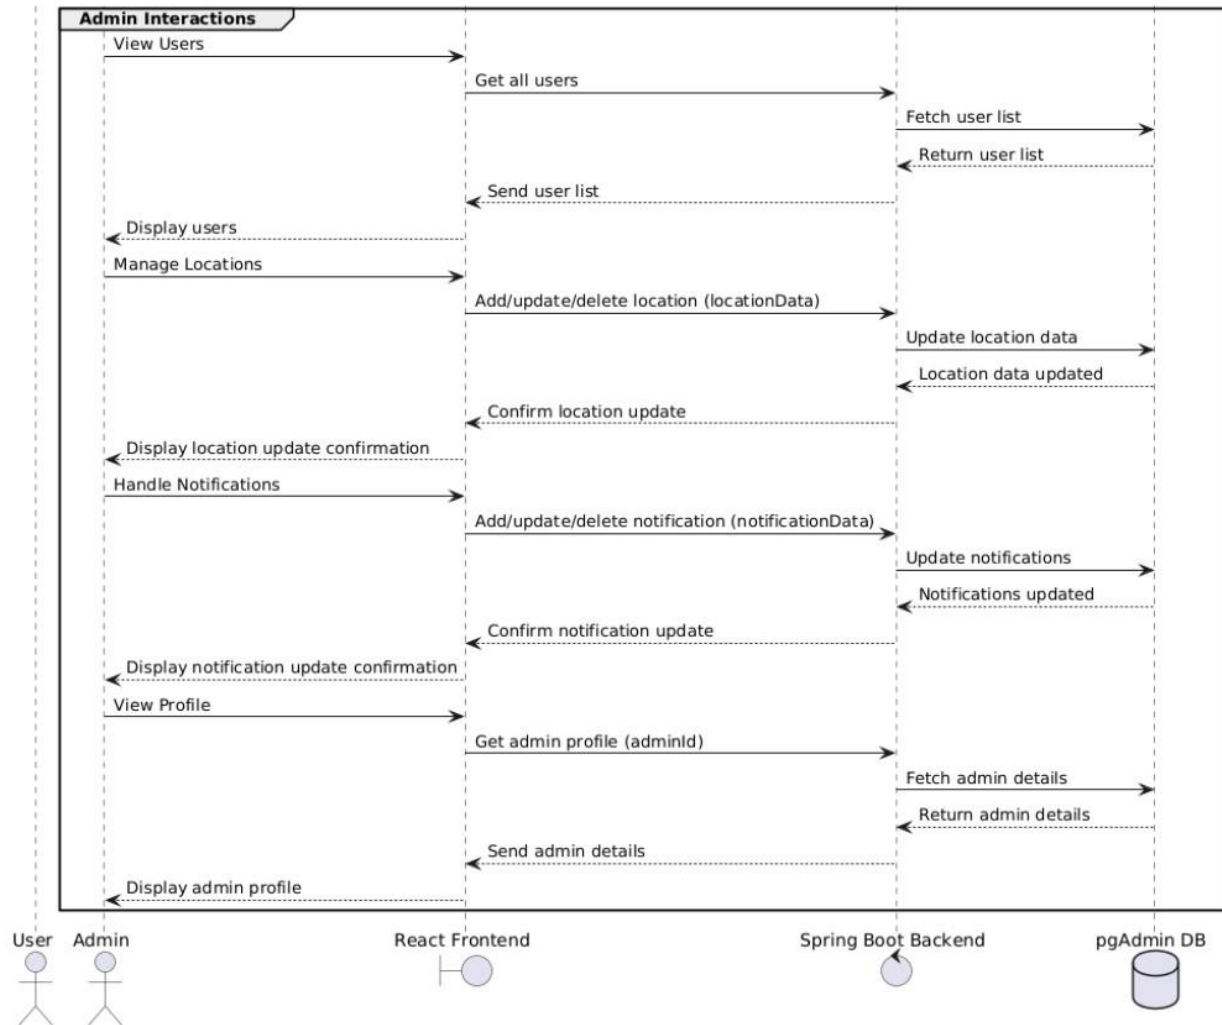 Admin Interactions
View Users
Get all users
Fetch user list
Return user list
Send user list
Display users
Manage Locations
Add/update/delete location (locationData)
Update location data
Location data updated
Confirm location update
Display location update confirmation
Handle Notifications
Add/update/delete notification (notificationData)
Update notifications
Notifications updated
Confirm notification update
Display notification update confirmation
View Profile
Get admin profile (adminId)
Fetch admin details
Return admin details
Send admin details
Display admin profile
User Admin React Frontend Spring Boot Backend pgAdmin DB